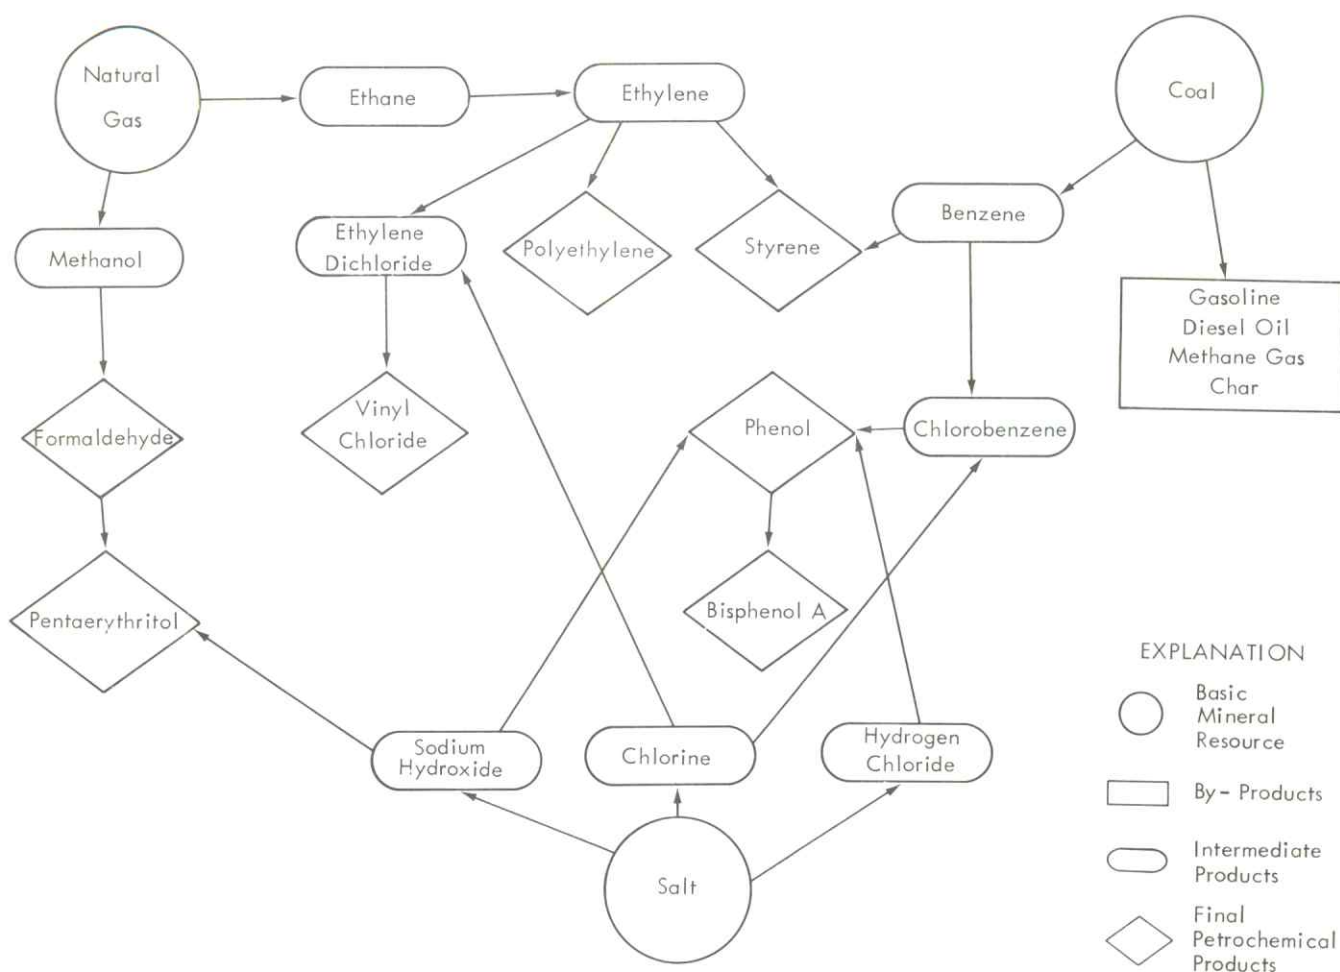 Natural
Gas
Ethane
Ethylene
Coal
Methanol
Ethylene
Dichloride
Polyethylene
Styrene
Benzene
Gasoline
Diesel Oil
Methane Gas
Char
Formaldehyde
Vinyl
Chloride
Phenol
Chlorobenzene
Pentaerythritol
Bisphenol A
Sodium
Hydroxide
Chlorine
Hydrogen
Chloride
Salt
EXPLANATION
Basic
Mineral
Resource
By - Products
Intermediate
Products
Final
Petrochemical
Products